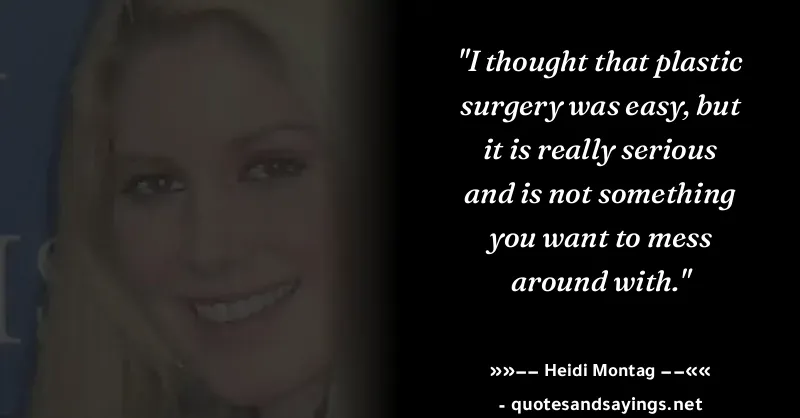 "I thought that plastic
surgery was easy, but
it is really serious
and is not something
you want to mess
around with."
»»–– Heidi Montag ––««
- quotesandsayings.net